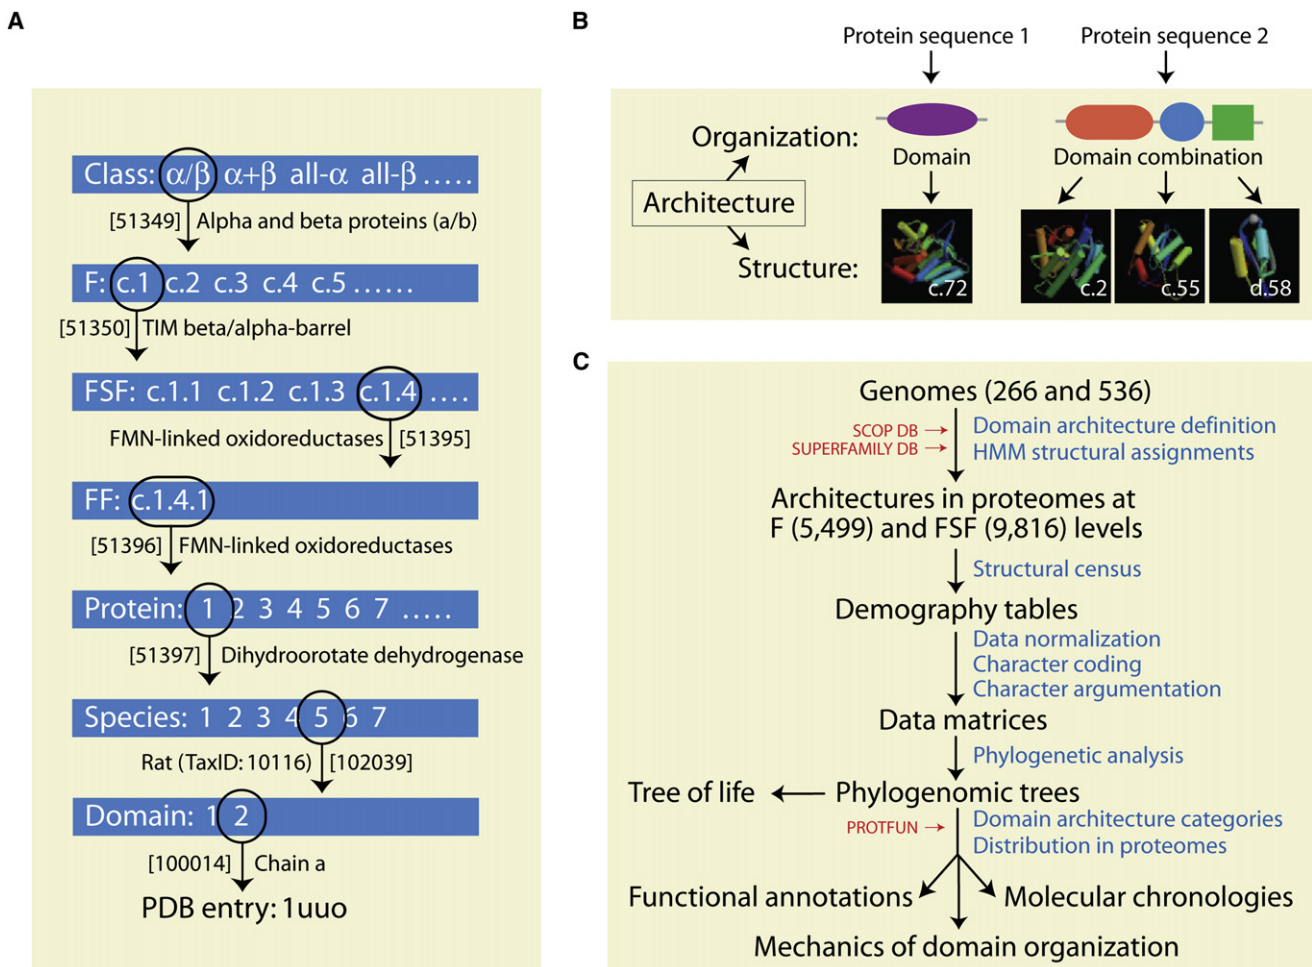 A
Class: α/β α+β all-α all-β .....
[51349] Alpha and beta proteins (a/b)
F: c.1 c.2 c.3 c.4 c.5 ......
[51350] TIM beta/alpha-barrel
FSF: c.1.1 c.1.2 c.1.3 c.1.4 ....
FMN-linked oxidoreductases [51395]
FF: c.1.4.1
[51396] FMN-linked oxidoreductases
Protein: 1 2 3 4 5 6 7 .....
[51397] Dihydroorotate dehydrogenase
Species: 1 2 3 4 5 6 7
Rat (TaxID: 10116) [102039]
Domain: 1 2
[100014] Chain a
PDB entry: 1uuo
B
Protein sequence 1 Protein sequence 2
Organization:
Domain Domain combination
Architecture
Structure:
c.72 c.2 c.55 d.58
C
Genomes (266 and 536)
SCOP DB → Domain architecture definition
SUPERFAMILY DB → HMM structural assignments
Architectures in proteomes at
F (5,499) and FSF (9,816) levels
Structural census
Demography tables
Data normalization
Character coding
Character argumentation
Data matrices
Phylogenetic analysis
Tree of life Phylogenomic trees
PROTFUN → Domain architecture categories
Distribution in proteomes
Functional annotations Molecular chronologies
Mechanics of domain organization